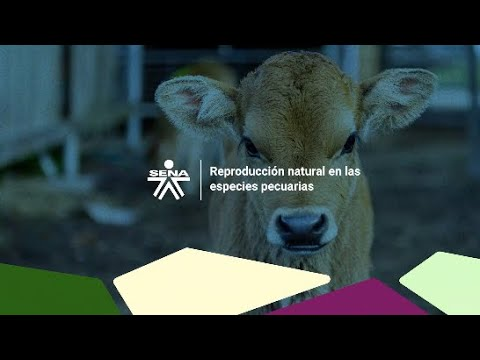 SENA
Reproducción natural en las
especies pecuarias